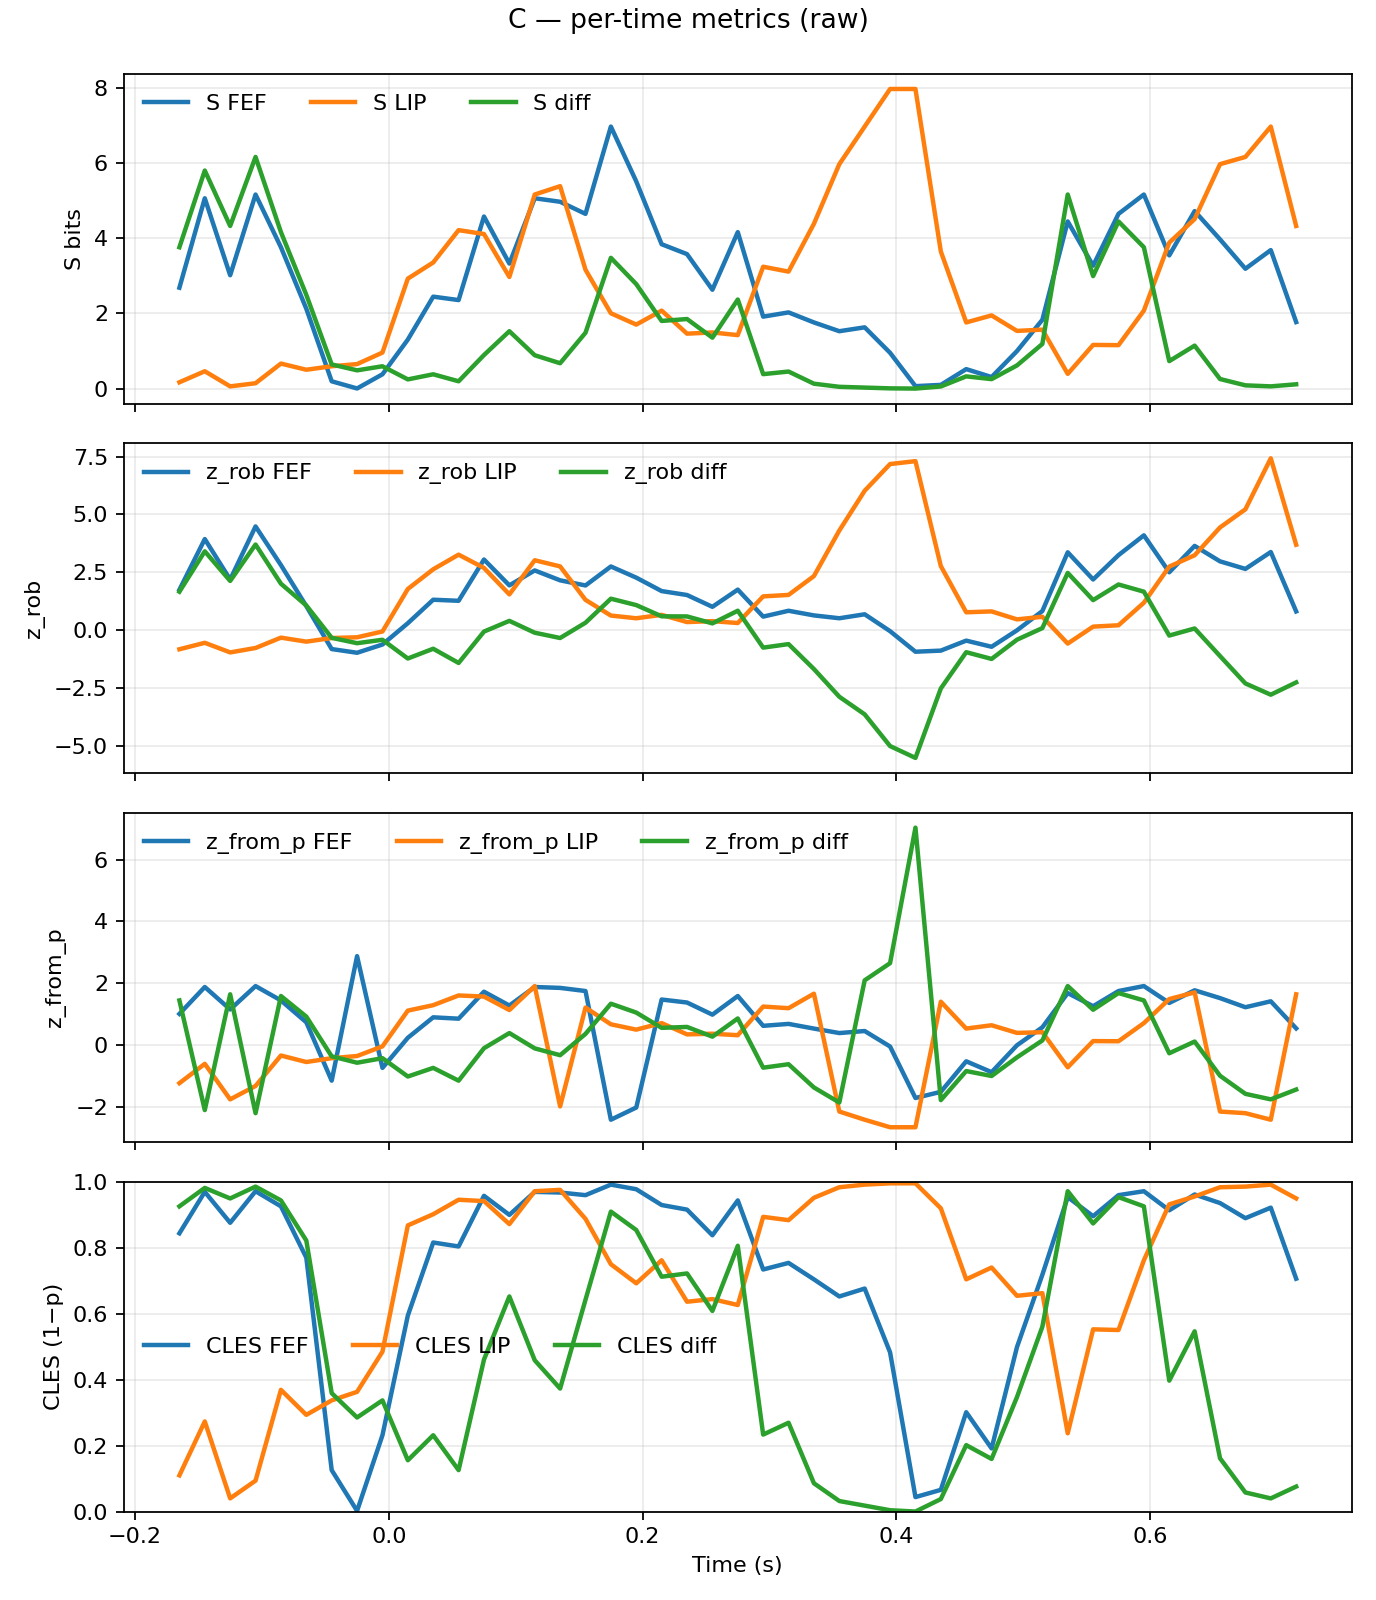 C — per-time metrics (raw)
S FEF S LIP S diff
8
6
4
2
0
S bits
z_rob FEF z_rob LIP z_rob diff
7.5
5.0
2.5
0.0
−2.5
−5.0
z_rob
z_from_p FEF z_from_p LIP z_from_p diff
6
4
2
0
−2
z_from_p
1.0
0.8
0.6
0.4
0.2
0.0
CLES (1−p)
CLES FEF CLES LIP CLES diff
−0.2 0.0 0.2 0.4 0.6
Time (s)